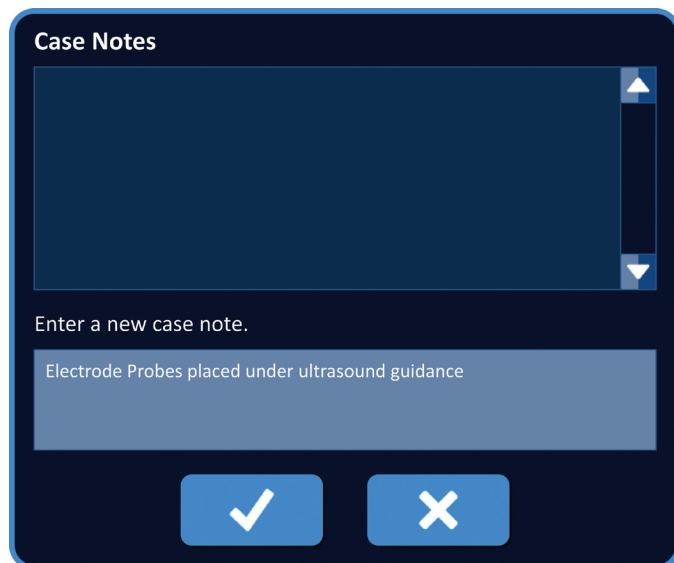 Case Notes
Enter a new case note.
Electrode Probes placed under ultrasound guidance